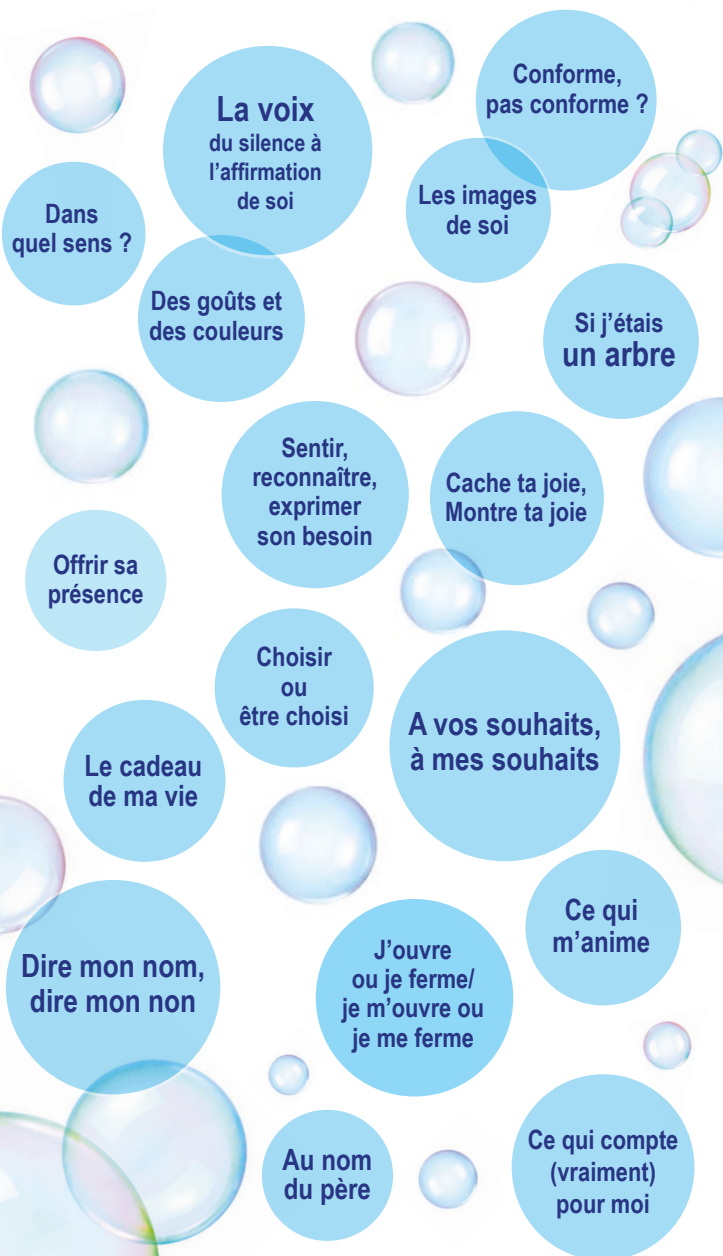 Conforme,
pas conforme ?
La voix
du silence à
l’affirmation
de soi
Les images
de soi
Dans
quel sens ?
Des goûts et
des couleurs
Si j’étais
un arbre
Sentir,
reconnaître,
exprimer
son besoin
Cache ta joie,
Montre ta joie
Offrir sa
présence
Choisir
ou
être choisi
A vos souhaits,
à mes souhaits
Le cadeau
de ma vie
Ce qui
m’anime
Dire mon nom,
dire mon non
J’ouvre
ou je ferme/
je m’ouvre ou
je me ferme
Au nom
du père
Ce qui compte
(vraiment)
pour moi